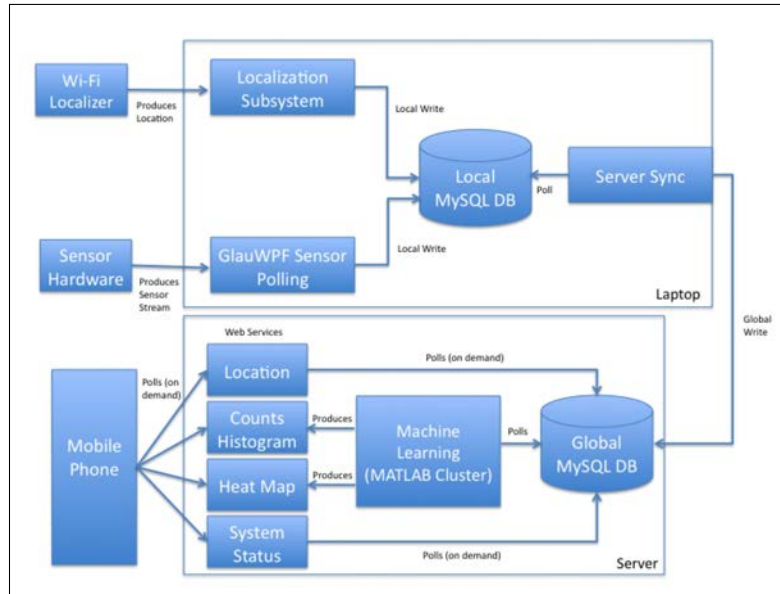 Wi-Fi
Localizer
Produces
Location
Localization
Subsystem
Local Write
Local
MySQL DB
Poll
Server Sync
Sensor
Hardware
Produces
Sensor
Stream
GlauWPF Sensor
Polling
Local Write
Laptop
Global
Write
Web Services
Mobile
Phone
Polls (on
demand)
Location
Polls (on demand)
Counts
Histogram
Produces
Machine
Learning
(MATLAB Cluster)
Polls
Global
MySQL DB
Heat Map
Produces
System
Status
Polls (on demand)
Server